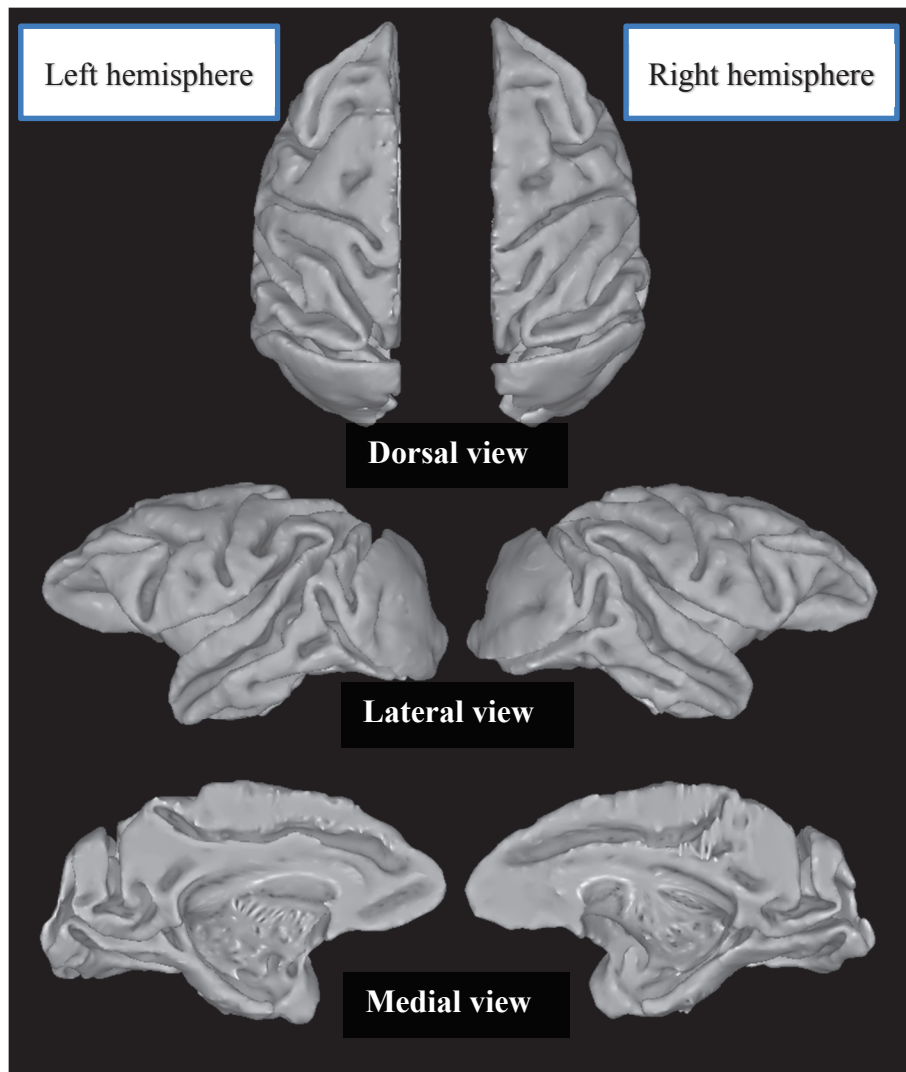 Left hemisphere
Right hemisphere
Dorsal view
Lateral view
Medial view